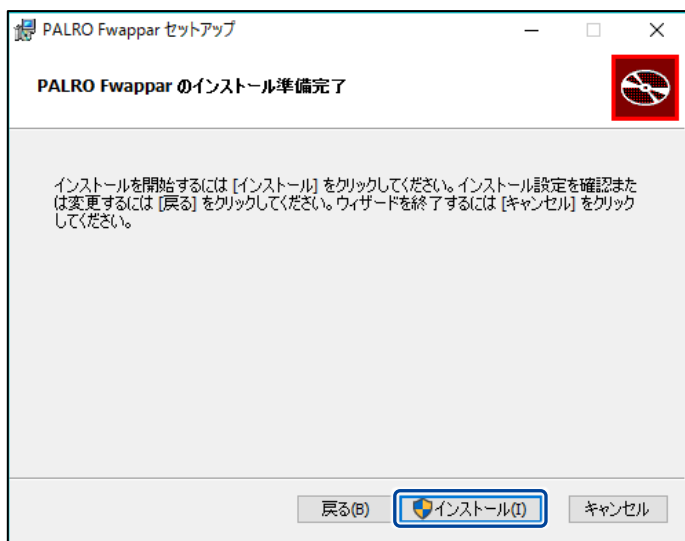 PALRO Fwappar セットアップ
PALRO Fwappar のインストール準備完了
インストールを開始するには [インストール] をクリックしてください。インストール設定を確認また
は変更するには [戻る] をクリックしてください。ウィザードを終了するには [キャンセル] をクリック
してください。
戻る(B) インストール(I) キャンセル